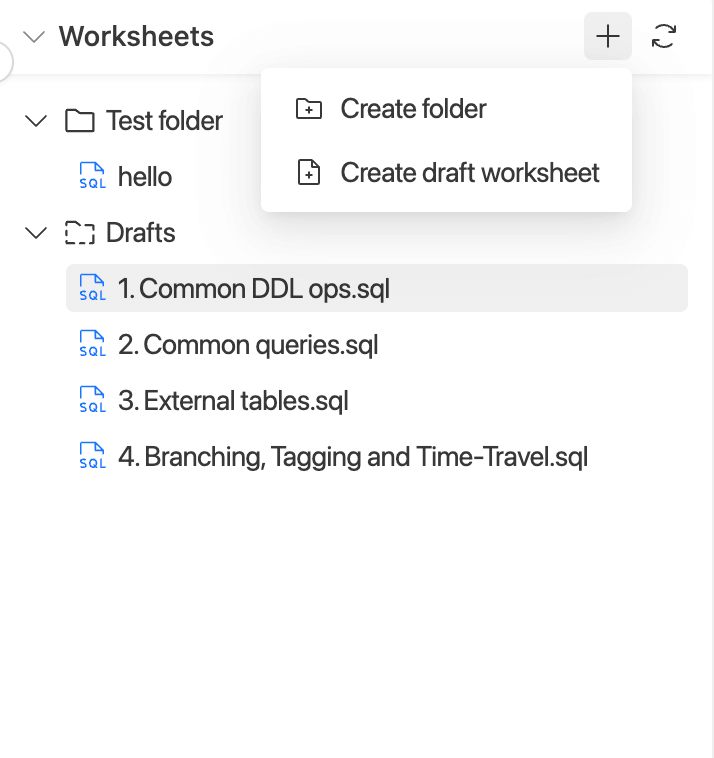 Worksheets
Create folder
Create draft worksheet
Test folder
SQL hello
Drafts
SQL 1. Common DDL ops.sql
SQL 2. Common queries.sql
SQL 3. External tables.sql
SQL 4. Branching, Tagging and Time-Travel.sql